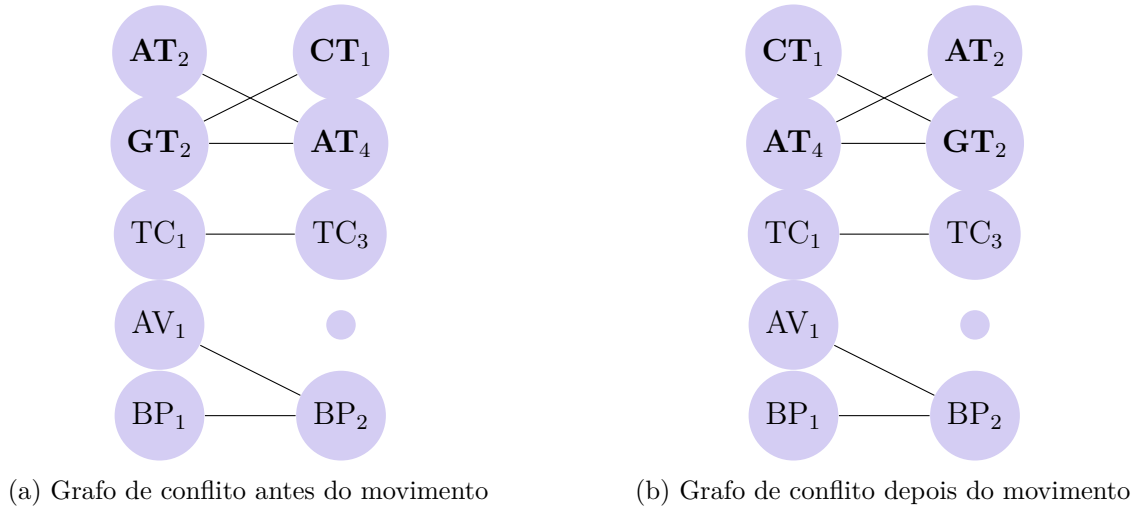 AT₂ CT₁
GT₂ AT₄
TC₁ TC₃
AV₁
BP₁ BP₂
(a) Grafo de conflito antes do movimento
CT₁ AT₂
AT₄ GT₂
TC₁ TC₃
AV₁
BP₁ BP₂
(b) Grafo de conflito depois do movimento